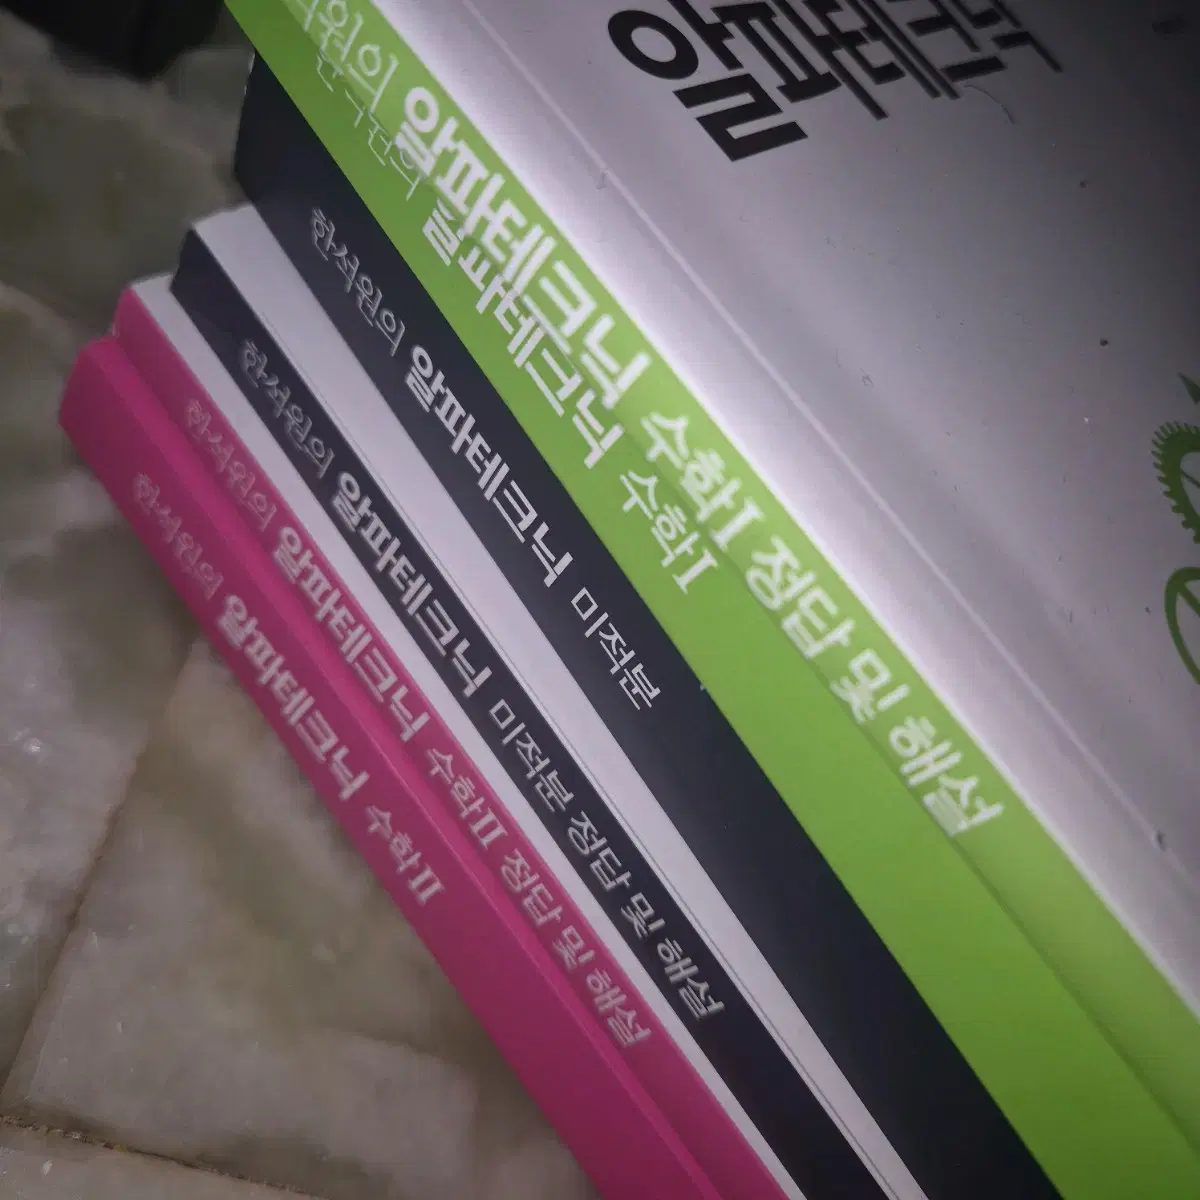 알파테
한석원의 알파테크닉 수학Ⅰ 정답 및 해설
한석원의 알파테크닉 수학Ⅰ
한석원의 알파테크닉 미적분
한석원의 알파테크닉 미적분 정답 및 해설
한석원의 알파테크닉 수학Ⅱ 정답 및 해설
한석원의 알파테크닉 수학Ⅱ